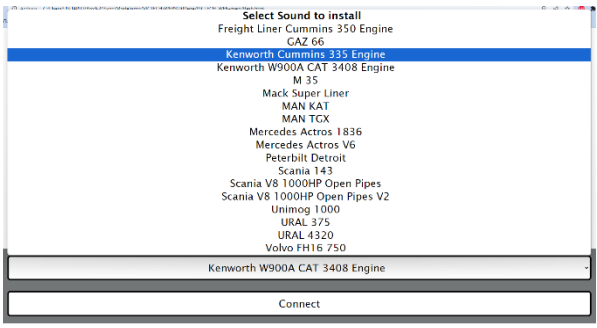 Select Sound to install
Freight Liner Cummins 350 Engine
GAZ 66
Kenworth Cummins 335 Engine
Kenworth W900A CAT 3408 Engine
M 35
Mack Super Liner
MAN KAT
MAN TGX
Mercedes Actros 1836
Mercedes Actros V6
Peterbilt Detroit
Scania 143
Scania V8 1000HP Open Pipes
Scania V8 1000HP Open Pipes V2
Unimog 1000
URAL 375
URAL 4320
Volvo FH16 750
Kenworth W900A CAT 3408 Engine
Connect